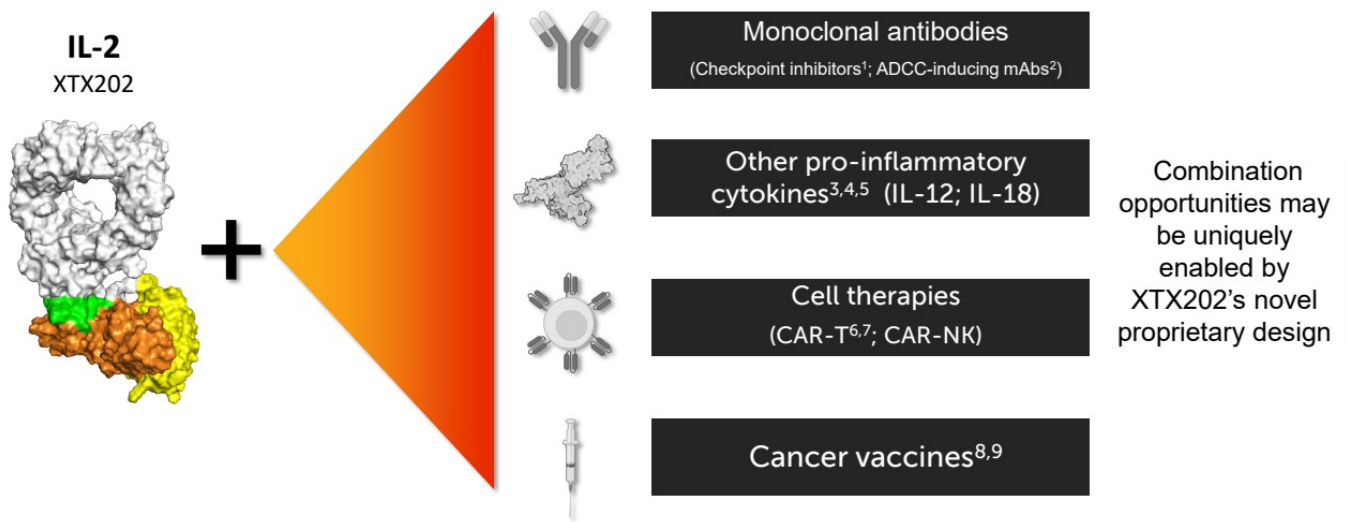 IL-2
XTX202
+
Monoclonal antibodies
(Checkpoint inhibitors¹; ADCC-inducing mAbs²)
Other pro-inflammatory
cytokines³,⁴,⁵ (IL-12; IL-18)
Cell therapies
(CAR-T⁶,⁷; CAR-NK)
Cancer vaccines⁸,⁹
Combination
opportunities may
be uniquely
enabled by
XTX202’s novel
proprietary design